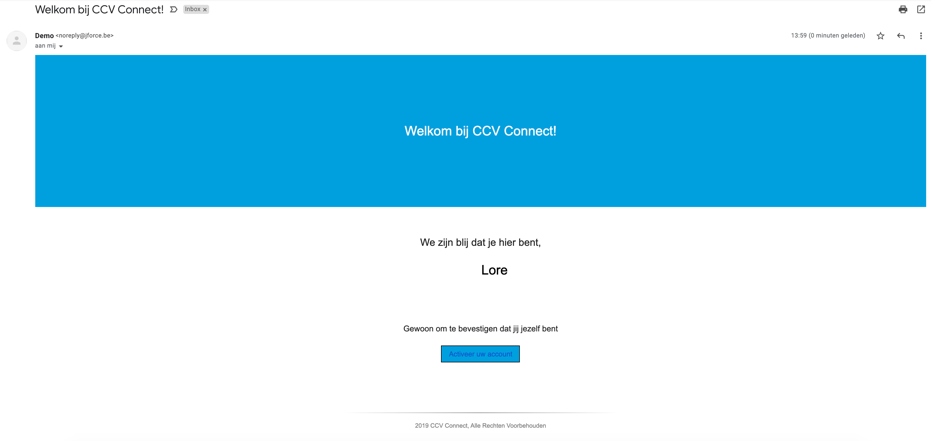 Welkom bij CCV Connect! Inbox x
Demo <noreply@jforce.be> 13:59 (0 minuten geleden)
aan mij
Welkom bij CCV Connect!
We zijn blij dat je hier bent,
Lore
Gewoon om te bevestigen dat jij jezelf bent
Activeer uw account
2019 CCV Connect, Alle Rechten Voorbehouden